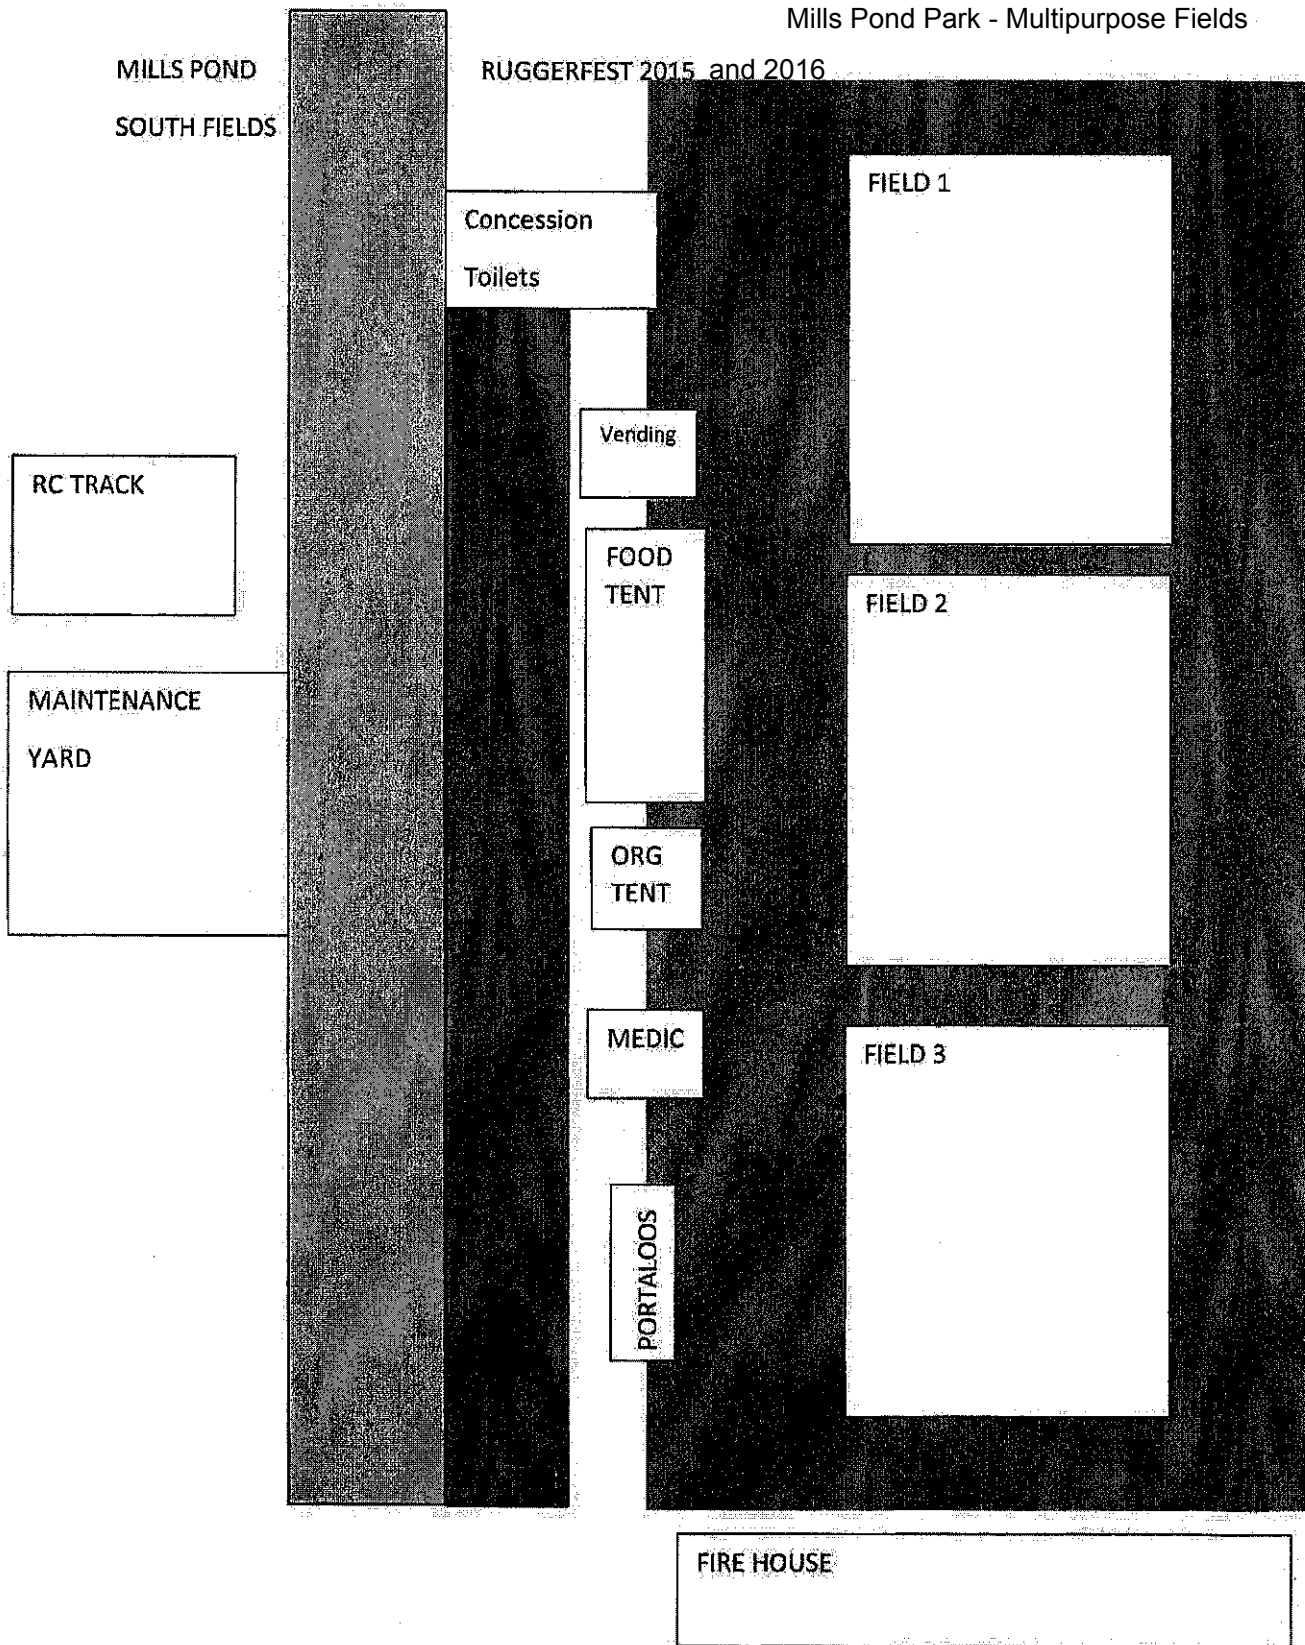 Mills Pond Park - Multipurpose Fields
MILLS POND
SOUTH FIELDS
RUGGERFEST 2015 and 2016
FIELD 1
Concession
Toilets
Vending
RC TRACK
FOOD
TENT
FIELD 2
MAINTENANCE
YARD
ORG
TENT
MEDIC
FIELD 3
PORTALOOS
FIRE HOUSE